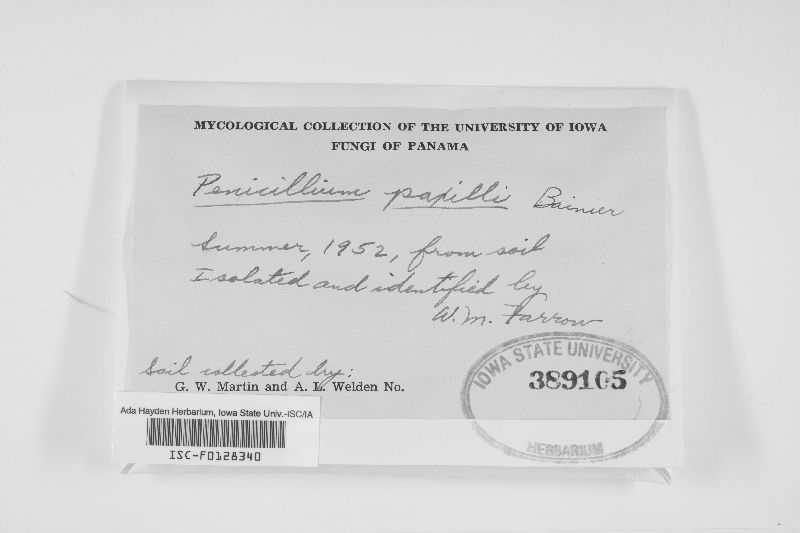 MYCOLOGICAL COLLECTION OF THE UNIVERSITY OF IOWA
FUNGI OF PANAMA
Penicillium paxilli Bainier
Summer, 1952, from soil
Isolated and identified by
W. M. Farrow
Soil collected by:
G. W. Martin and A. L. Welden No.
IOWA STATE UNIVERSITY
389105
HERBARIUM
Ada Hayden Herbarium, Iowa State Univ.-ISC/IA
ISC-F0128340